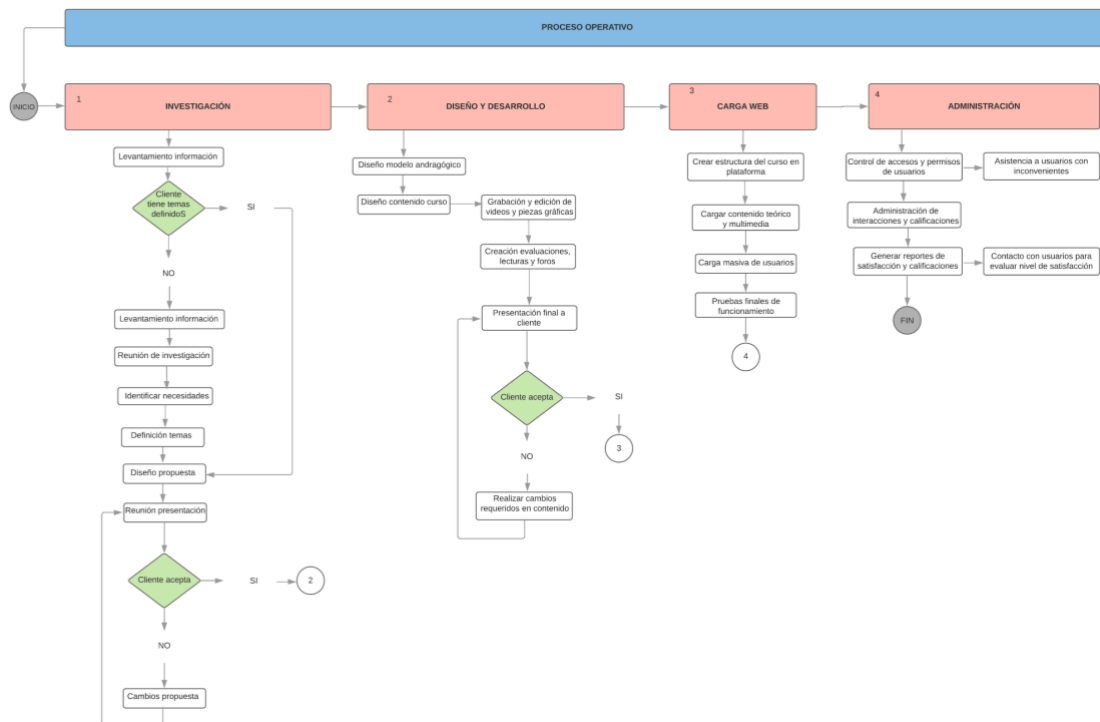 PROCESO OPERATIVO
INICIO
1
INVESTIGACIÓN
Levantamiento información
Cliente
tiene temas
definidoS
SI
NO
Levantamiento información
Reunión de investigación
Identificar necesidades
Definición temas
Diseño propuesta
Reunión presentación
Cliente acepta
SI
2
NO
Cambios propuesta
2
DISEÑO Y DESARROLLO
Diseño modelo andragógico
Diseño contenido curso
Grabación y edición de
videos y piezas gráficas
Creación evaluaciones,
lecturas y foros
Presentación final a
cliente
Cliente acepta
SI
3
NO
Realizar cambios
requeridos en contenido
3
CARGA WEB
Crear estructura del curso en
plataforma
Cargar contenido teórico
y multimedia
Carga masiva de usuarios
Pruebas finales de
funcionamiento
4
4
ADMINISTRACIÓN
Control de accesos y permisos
de usuarios
Asistencia a usuarios con
inconvenientes
Administración de
interacciones y calificaciones
Generar reportes de
satisfacción y calificaciones
Contacto con usuarios para
evaluar nivel de satisfacción
FIN